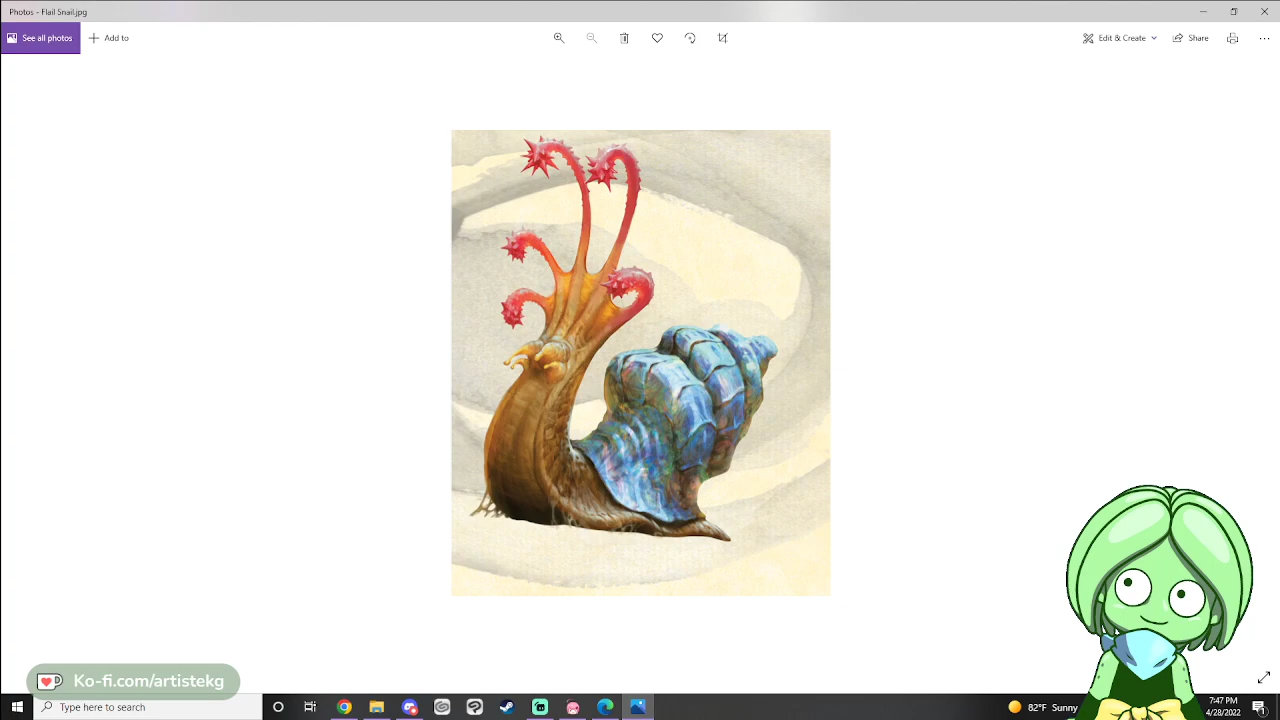 Photos - Flail Snail.jpg
See all photos
Add to
Edit & Create
Share
Ko-fi.com/artistekg
Type here to search
82°F Sunny
7:47 PM
4/28/2022